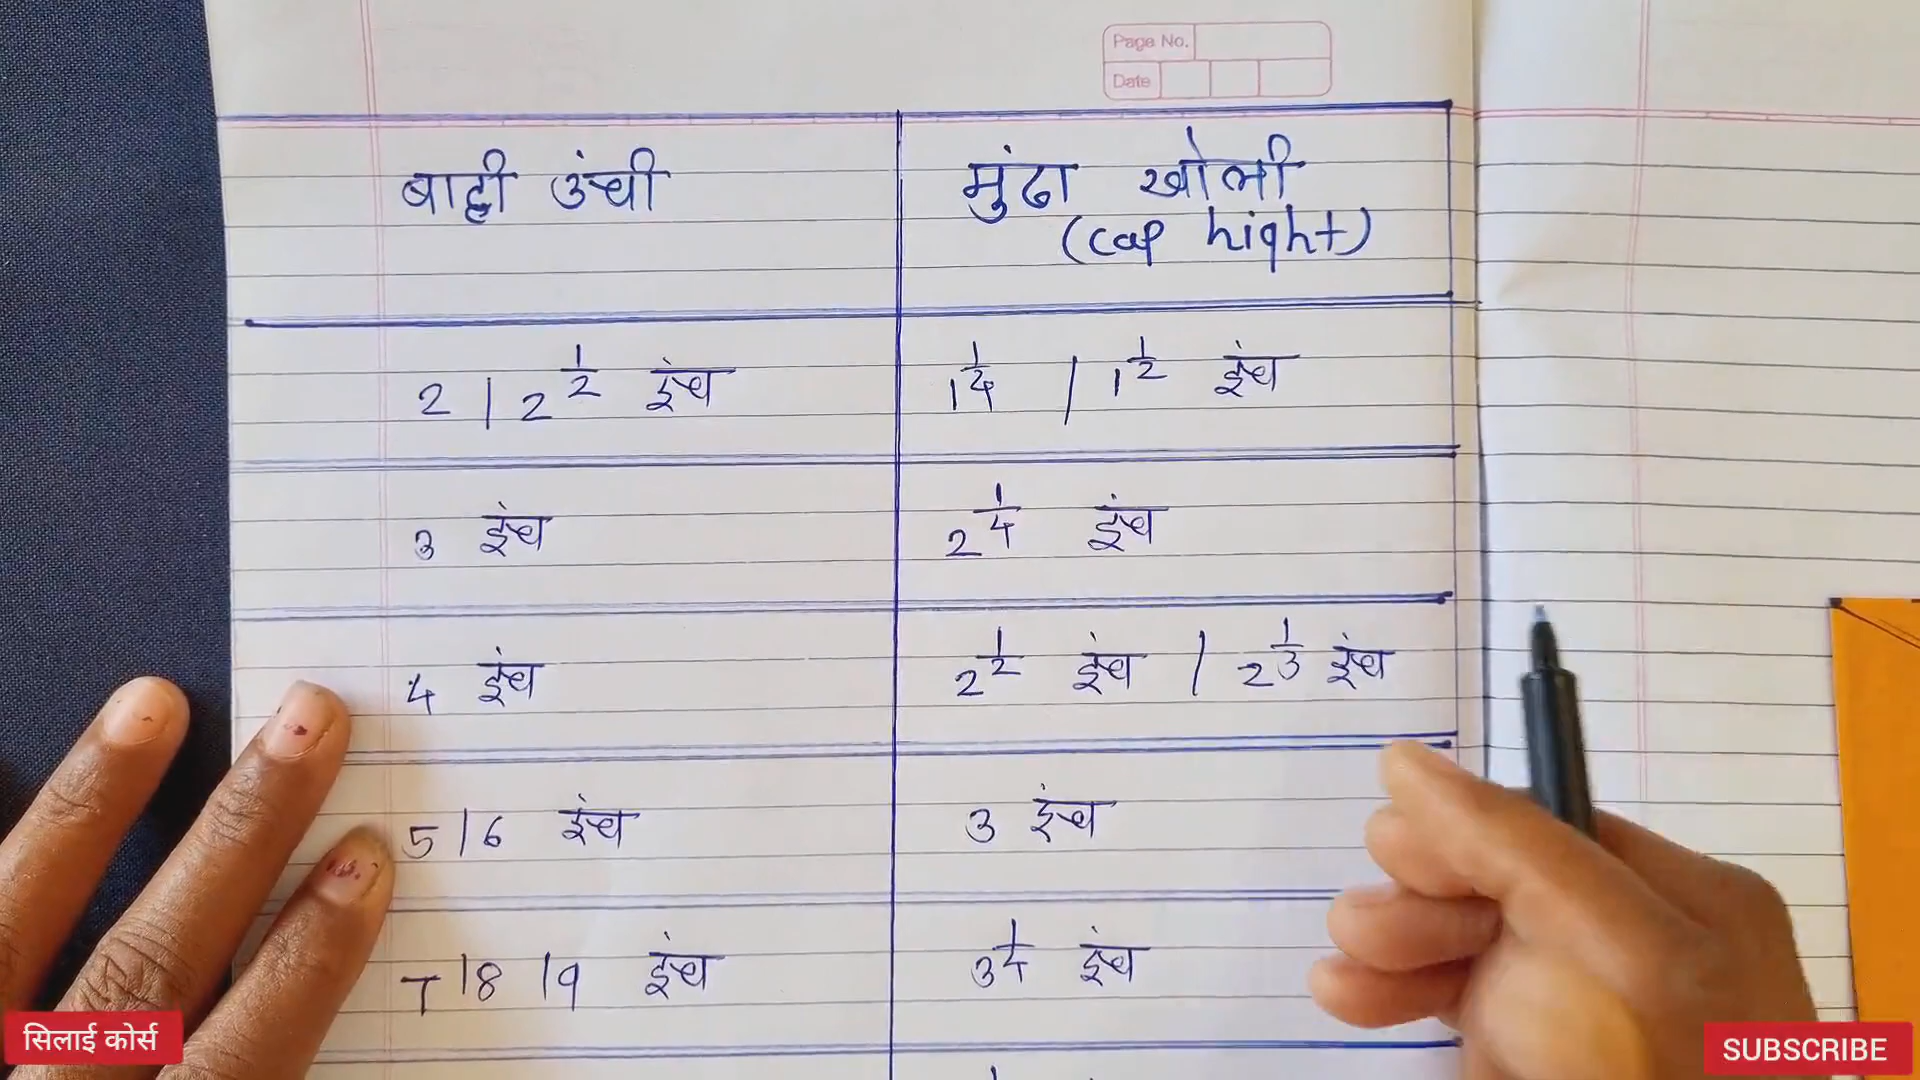 Page No.
Date
बाही उंची
मुंढा खोली
(cap hight)
2 | 2 1/2 इंच
1 1/4 / 1 1/2 इंच
3 इंच
2 1/4 इंच
4 इंच
2 1/2 इंच / 2 1/3 इंच
5 | 6 इंच
3 इंच
7 | 8 | 9 इंच
3 1/4 इंच
सिलाई कोर्स
SUBSCRIBE